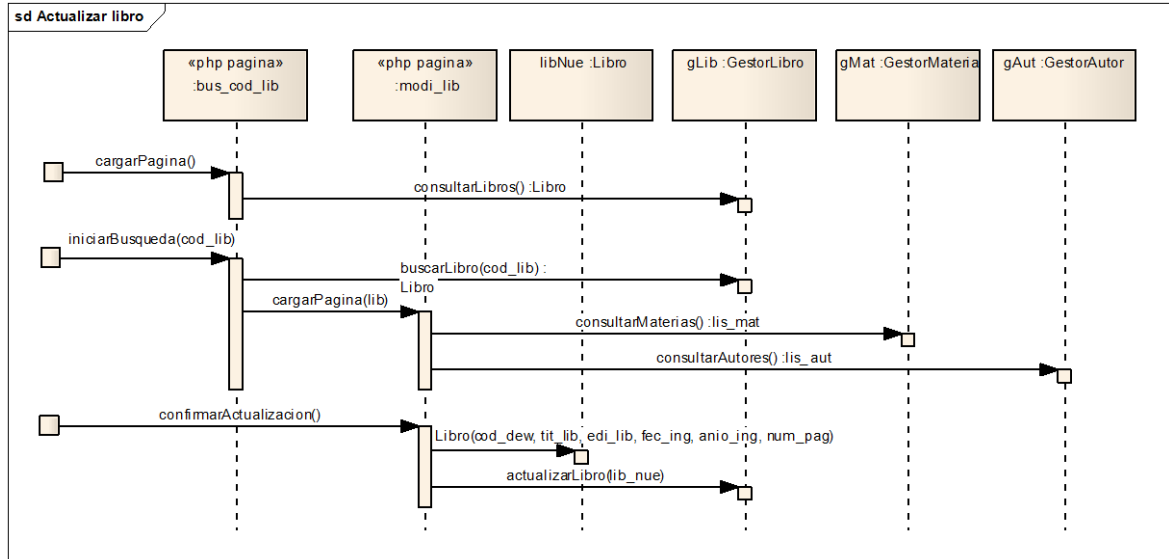 sd Actualizar libro
«php pagina»
:bus_cod_lib
«php pagina»
:modi_lib
libNue :Libro
gLib :GestorLibro
gMat :GestorMateria
gAut :GestorAutor
cargarPagina()
consultarLibros() :Libro
iniciarBusqueda(cod_lib)
buscarLibro(cod_lib) :
Libro
cargarPagina(lib)
consultarMaterias() :lis_mat
consultarAutores() :lis_aut
confirmarActualizacion()
Libro(cod_dew, tit_lib, edi_lib, fec_ing, anio_ing, num_pag)
actualizarLibro(lib_nue)